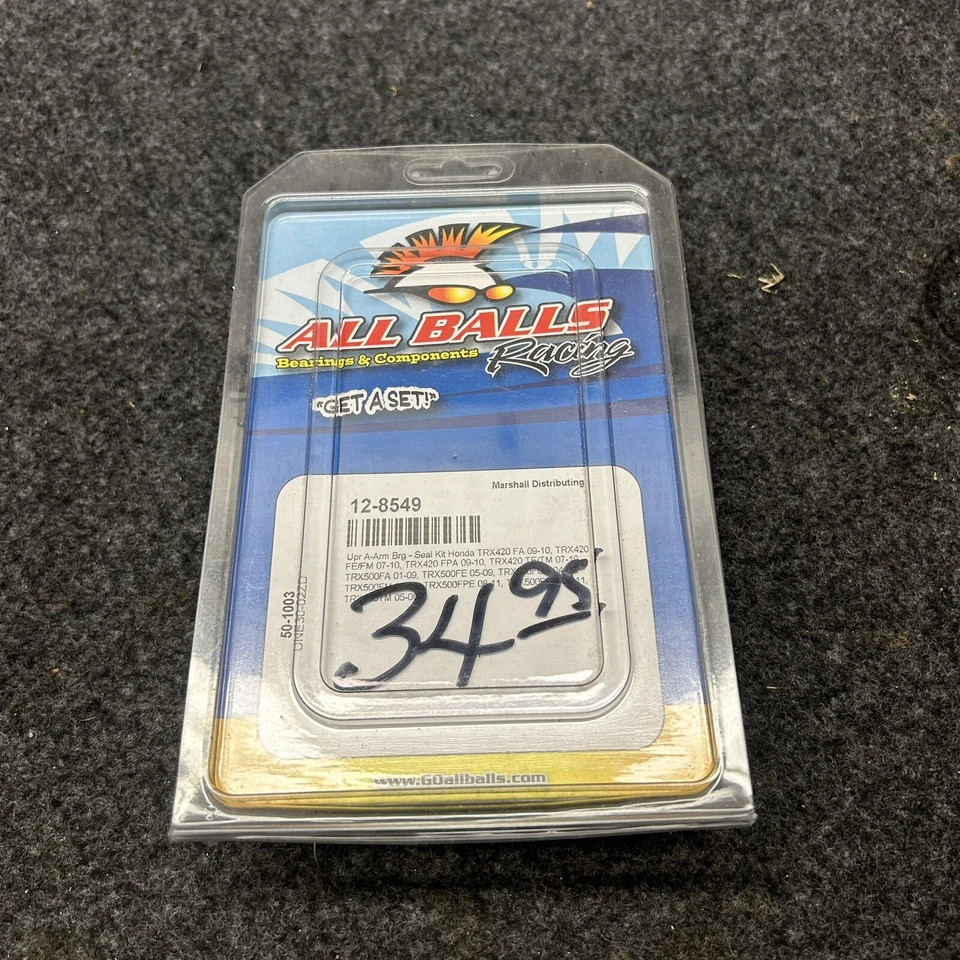 ALL BALLS
Racing
Bearings & Components
"GET A SET!"
Marshall Distributing
12-8549
Upr A-Arm Brg - Seal Kit Honda TRX420 FA 09-10, TRX420
FE/FM 07-10, TRX420 FPA 09-10, TRX420 TE/TM 07-10
TRX500FA 01-09, TRX500FE 05-09,
TRX500FPE 08-11,
05-
34 95
50-1003
www.GOallballs.com